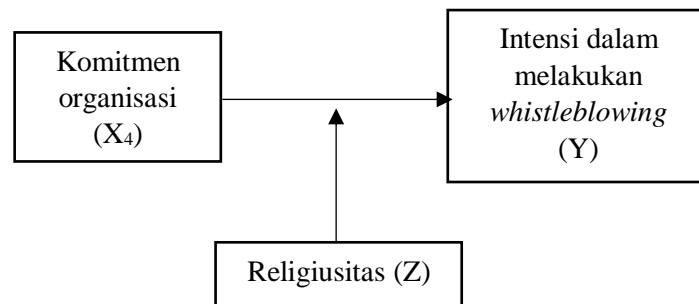 Komitmen
organisasi
(X₄)
Intensi dalam
melakukan
whistleblowing
(Y)
Religiusitas (Z)